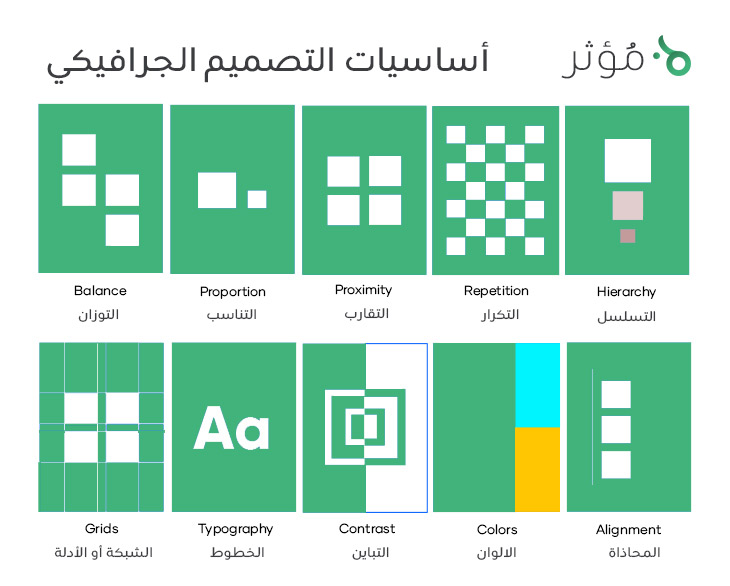 مُؤثر
أساسيات التصميم الجرافيكي
Hierarchy
التسلسل
Repetition
التكرار
Proximity
التقارب
Proportion
التناسب
Balance
التوزان
Aa
Alignment
المحاذاة
Colors
الالوان
Contrast
التباين
Typography
الخطوط
Grids
الشبكة أو الأدلة